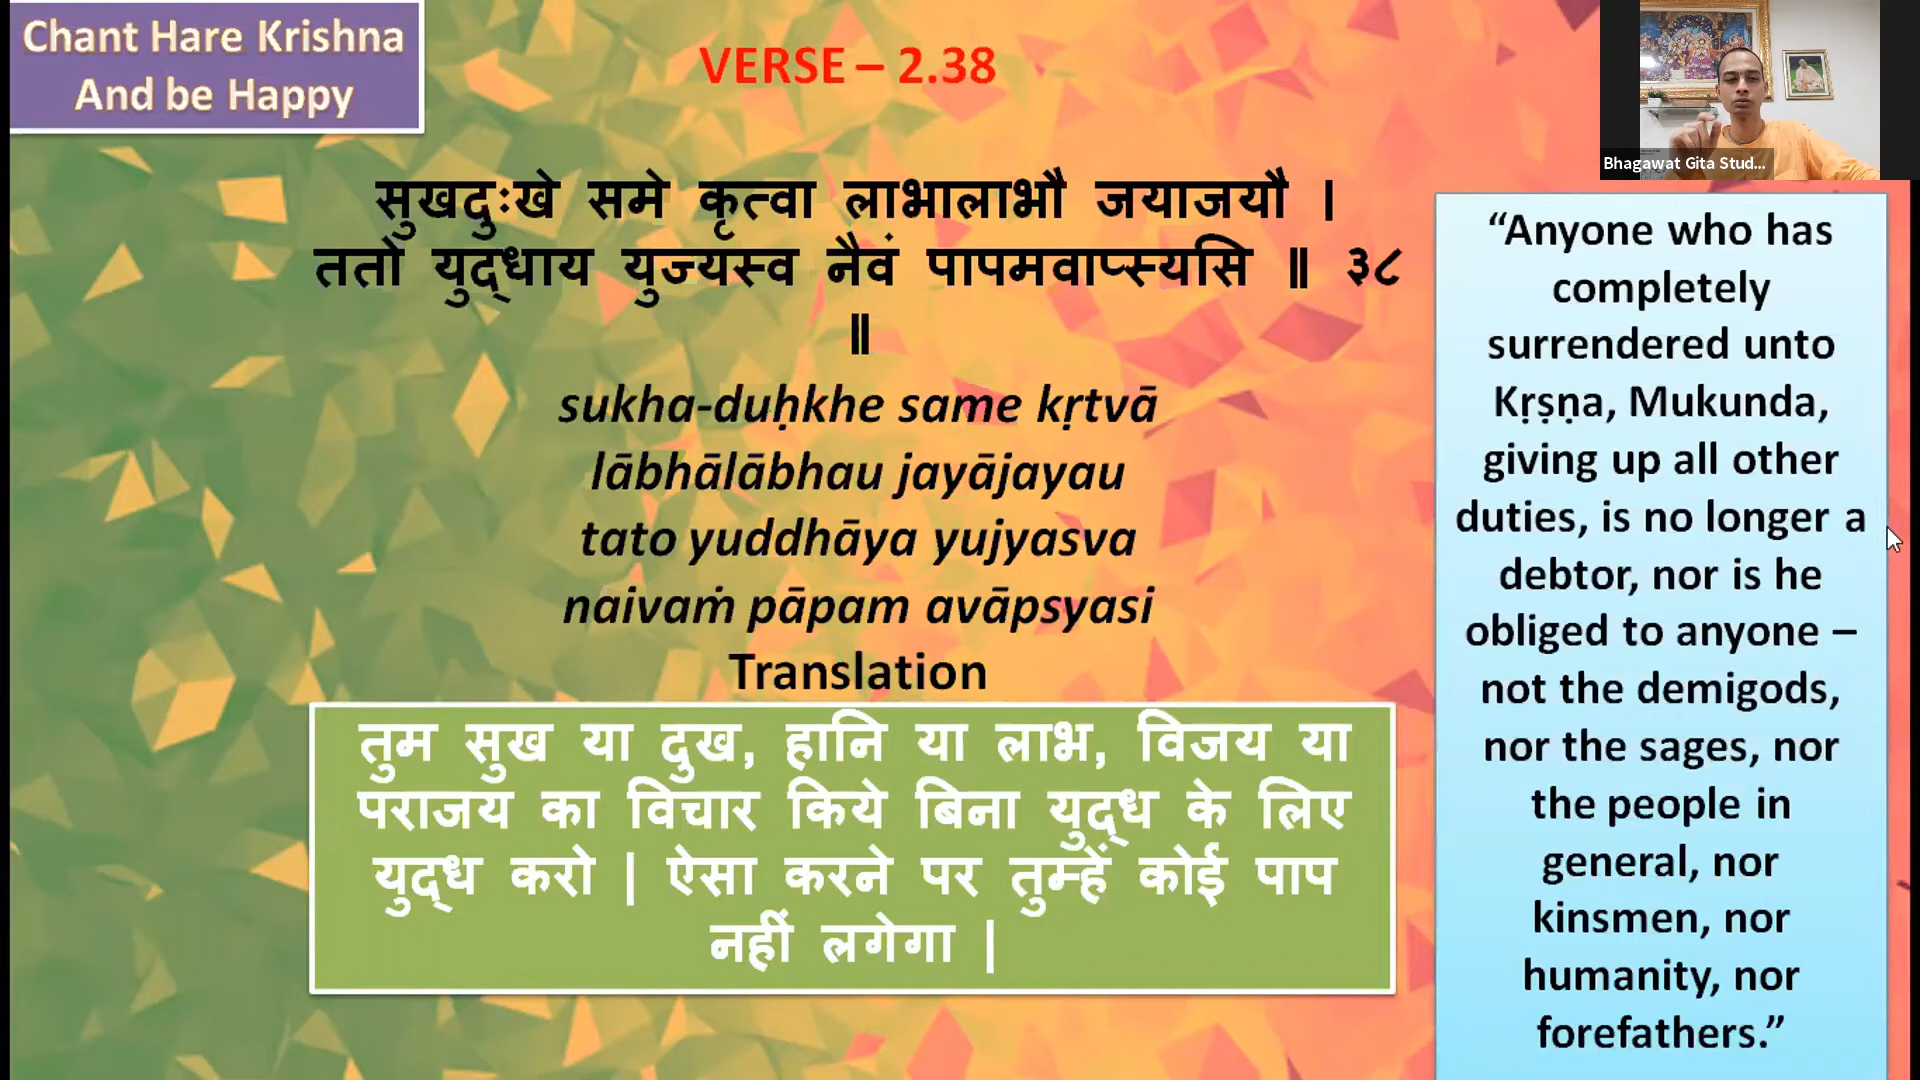 Chant Hare Krishna
And be Happy
VERSE – 2.38
सुखदुःखे समे कृत्वा लाभालाभौ जयाजयौ |
ततो युद्धाय युज्यस्व नैवं पापमवाप्स्यसि || ३८
||
sukha-duḥkhe same kṛtvā
lābhālābhau jayājayau
tato yuddhāya yujyasva
naivaṁ pāpam avāpsyasi
Translation
तुम सुख या दुख, हानि या लाभ, विजय या
पराजय का विचार किये बिना युद्ध के लिए
युद्ध करो | ऐसा करने पर तुम्हें कोई पाप
नहीं लगेगा |
Bhagawat Gita Stud...
“Anyone who has
completely
surrendered unto
Kṛṣṇa, Mukunda,
giving up all other
duties, is no longer a
debtor, nor is he
obliged to anyone –
not the demigods,
nor the sages, nor
the people in
general, nor
kinsmen, nor
humanity, nor
forefathers.”